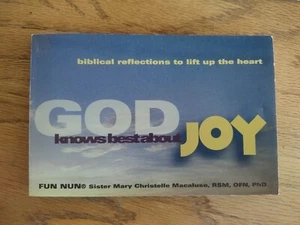 biblical reflections to lift up the heart
GOD
knows best about
JOY
FUN NUN® Sister Mary Christelle Macaluso, RSM, OFN, PhD